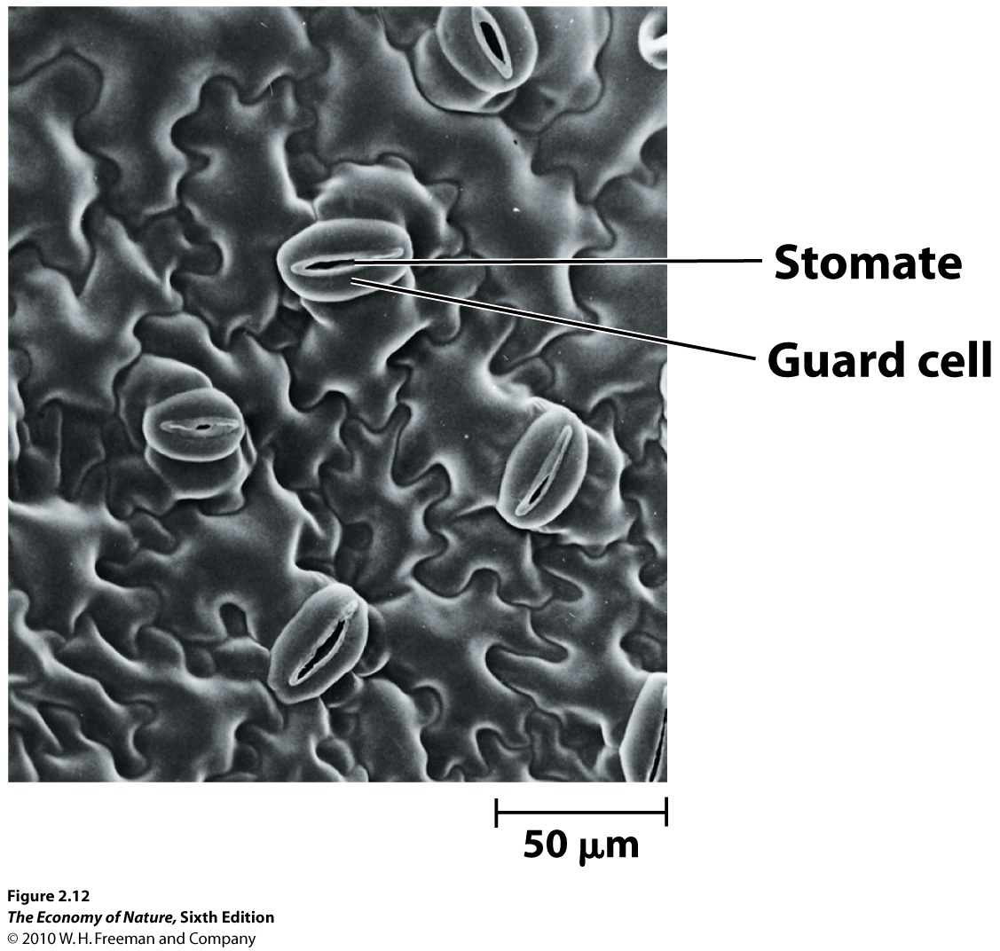 Stomate
Guard cell
50 μm
Figure 2.12
The Economy of Nature, Sixth Edition
© 2010 W. H. Freeman and Company